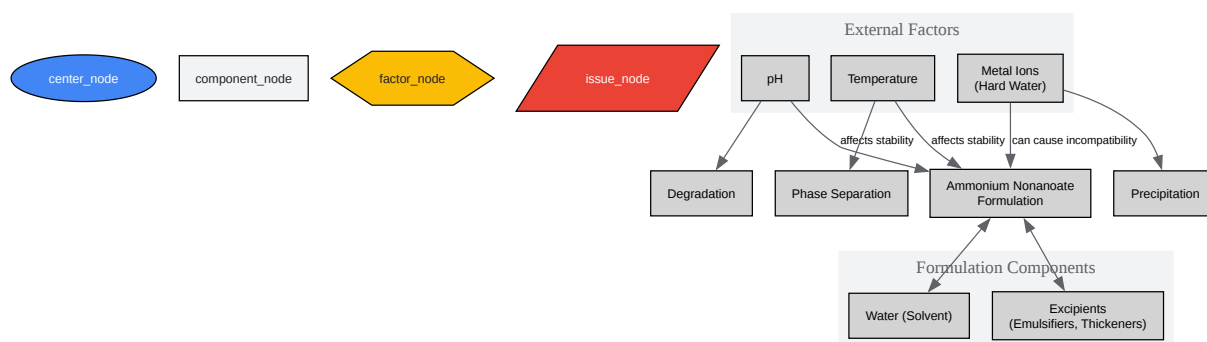 External Factors
center_node
component_node
factor_node
issue_node
pH
Temperature
Metal Ions
(Hard Water)
affects stability
affects stability
can cause incompatibility
Degradation
Phase Separation
Ammonium Nonanoate
Formulation
Precipitation
Formulation Components
Water (Solvent)
Excipients
(Emulsifiers, Thickeners)